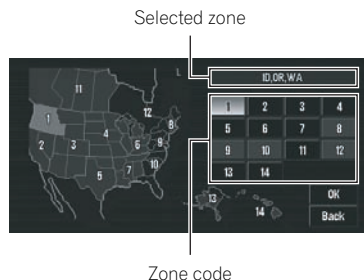 Selected zone
ID,OR,WA
11
12
1
4
8
2
3
6
9
10
5
7
13
14
1 2 3 4
5 6 7 8
9 10 11 12
13 14
OK
Back
Zone code